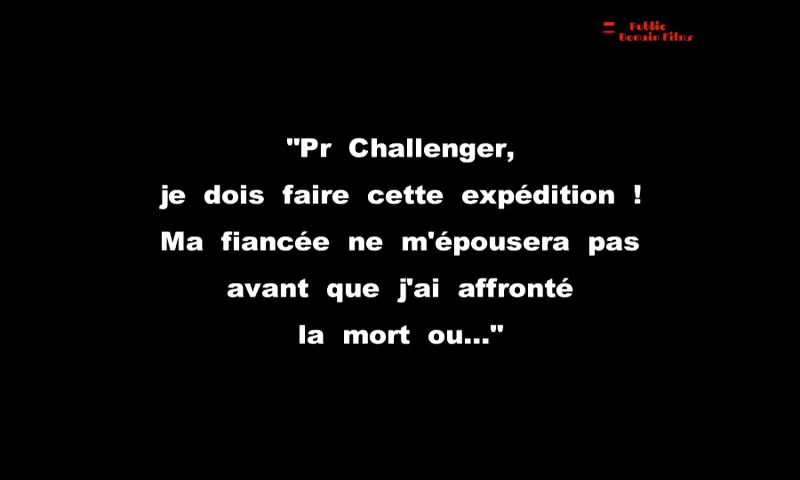 Public
Domain Films
"Pr Challenger,
je dois faire cette expédition !
Ma fiancée ne m'épousera pas
avant que j'ai affronté
la mort ou..."